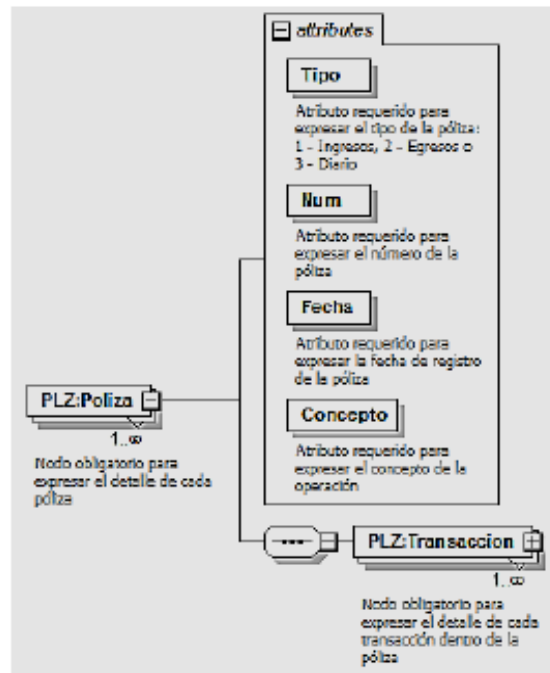 attributes
Tipo
Atributo requerido para
expresar el tipo de la póliza:
1 - Ingresos, 2 - Egresos o
3 - Diario
Num
Atributo requerido para
expresar el número de la
póliza
Fecha
Atributo requerido para
expresar la fecha de registro
de la póliza
Concepto
Atributo requerido para
expresar el concepto de la
operación
PLZ:Poliza
1..∞
Nodo obligatorio para
expresar el detalle de cada
póliza
PLZ:Transaccion
1..∞
Nodo obligatorio para
expresar el detalle de cada
transacción dentro de la
póliza